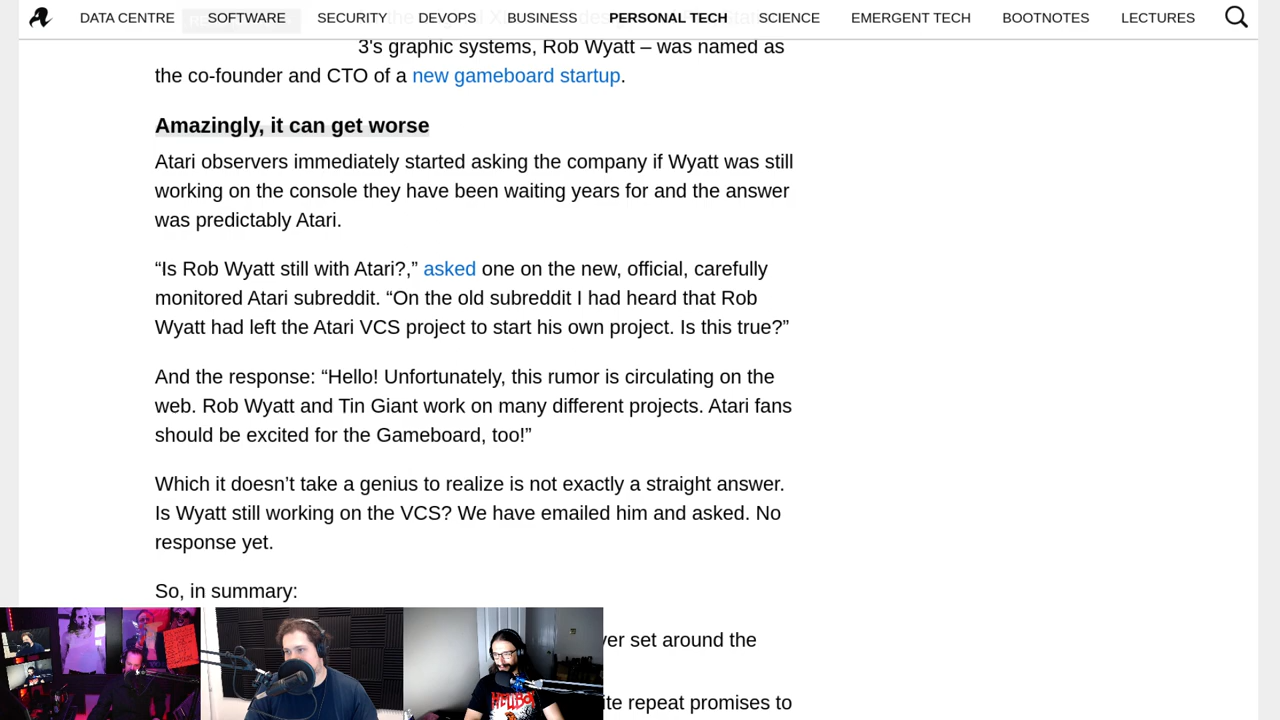 DATA CENTRE SOFTWARE SECURITY DEVOPS BUSINESS PERSONAL TECH SCIENCE EMERGENT TECH BOOTNOTES LECTURES
3's graphic systems, Rob Wyatt – was named as
the co-founder and CTO of a new gameboard startup.
Amazingly, it can get worse
Atari observers immediately started asking the company if Wyatt was still
working on the console they have been waiting years for and the answer
was predictably Atari.
“Is Rob Wyatt still with Atari?,” asked one on the new, official, carefully
monitored Atari subreddit. “On the old subreddit I had heard that Rob
Wyatt had left the Atari VCS project to start his own project. Is this true?”
And the response: “Hello! Unfortunately, this rumor is circulating on the
web. Rob Wyatt and Tin Giant work on many different projects. Atari fans
should be excited for the Gameboard, too!”
Which it doesn’t take a genius to realize is not exactly a straight answer.
Is Wyatt still working on the VCS? We have emailed him and asked. No
response yet.
So, in summary:
set around the
repeat promises to
HELLBOY